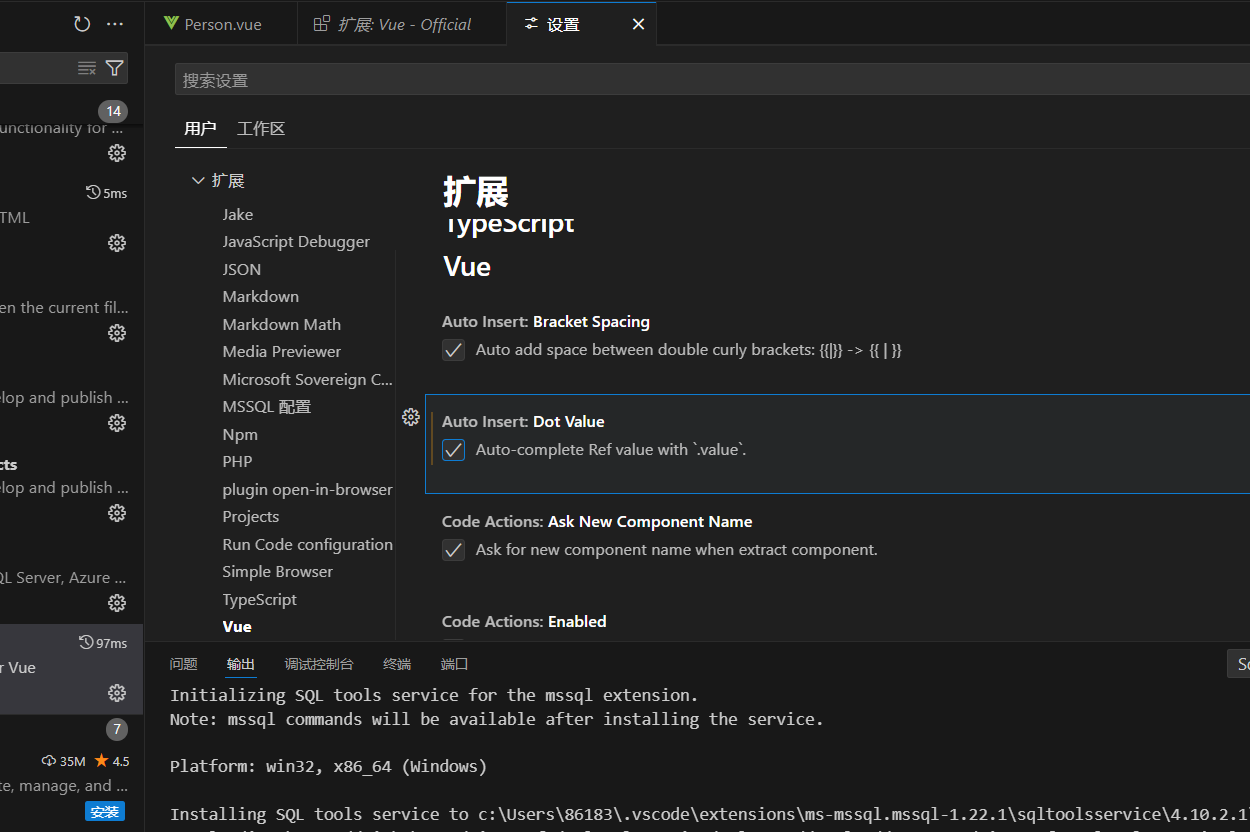 Person.vue
扩展: Vue - Official
设置
搜索设置
14
unctionality for ...
用户
工作区
5ms
TML
en the current fil...
lop and publish ...
cts
lop and publish ...
QL Server, Azure ...
97ms
r Vue
7
35M
4.5
te, manage, and ...
安装
扩展
Jake
JavaScript Debugger
JSON
Markdown
Markdown Math
Media Previewer
Microsoft Sovereign C...
MSSQL 配置
Npm
PHP
plugin open-in-browser
Projects
Run Code configuration
Simple Browser
TypeScript
Vue
扩展
TypeScript
Vue
Auto Insert: Bracket Spacing
Auto add space between double curly brackets: {{|}} -> {{ | }}
Auto Insert: Dot Value
Auto-complete Ref value with `.value`.
Code Actions: Ask New Component Name
Ask for new component name when extract component.
Code Actions: Enabled
问题
输出
调试控制台
终端
端口
Initializing SQL tools service for the mssql extension.
Note: mssql commands will be available after installing the service.
Platform: win32, x86_64 (Windows)
Installing SQL tools service to c:\Users\86183\.vscode\extensions\ms-mssql.mssql-1.22.1\sqltoolsservice\4.10.2.1